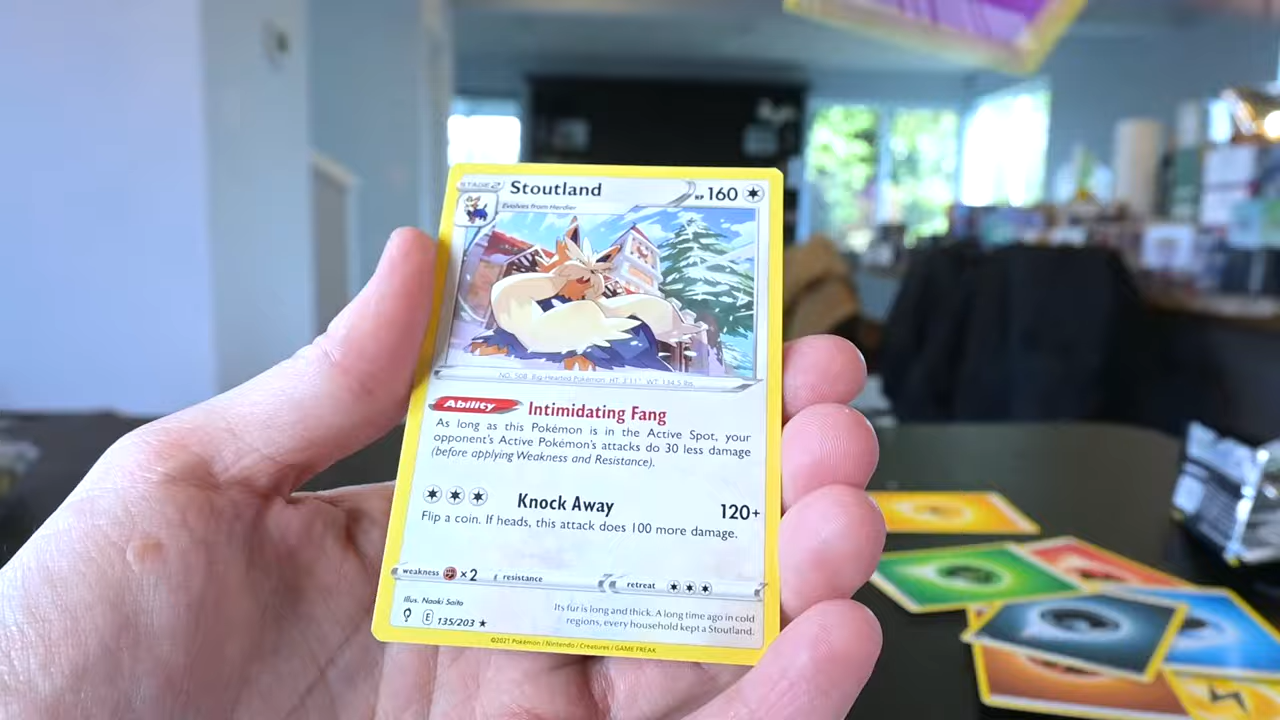 STAGE 2 Stoutland HP 160
Evolves from Herdier
NO. 508 Big-Hearted Pokémon HT: 3'11" WT: 134.5 lbs.
Ability Intimidating Fang
As long as this Pokémon is in the Active Spot, your
opponent's Active Pokémon's attacks do 30 less damage
(before applying Weakness and Resistance).
Knock Away 120+
Flip a coin. If heads, this attack does 100 more damage.
weakness ×2 resistance retreat
Illus. Naoki Saito
E 135/203 ★
Its fur is long and thick. A long time ago in cold
regions, every household kept a Stoutland.
©2021 Pokémon / Nintendo / Creatures / GAME FREAK